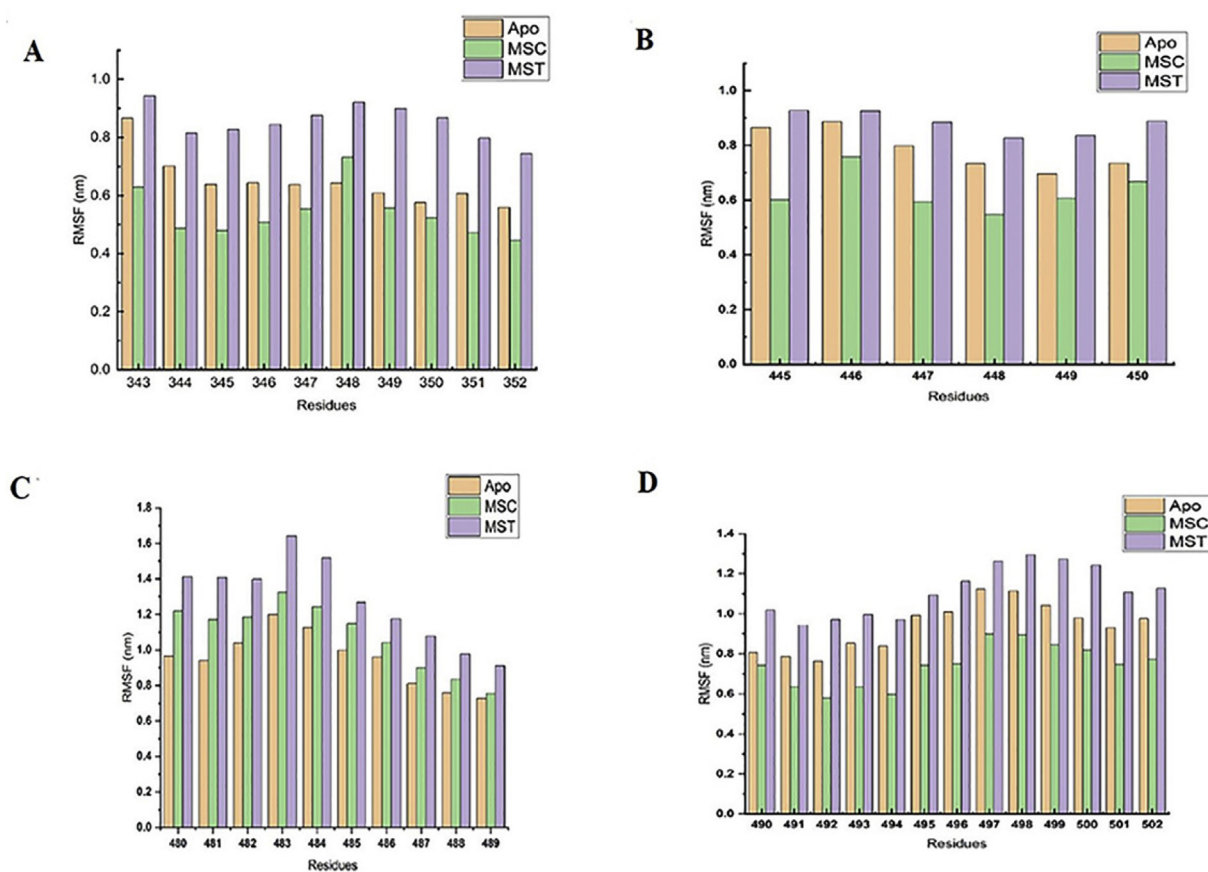 A
Apo
MSC
MST
1.0
0.8
0.6
0.4
0.2
0.0
RMSF (nm)
343 344 345 346 347 348 349 350 351 352
Residues
B
Apo
MSC
MST
1.0
0.8
0.6
0.4
0.2
0.0
RMSF (nm)
445 446 447 448 449 450
Residues
C
Apo
MSC
MST
1.8
1.6
1.4
1.2
1.0
0.8
0.6
0.4
0.2
0.0
RMSF (nm)
480 481 482 483 484 485 486 487 488 489
Residues
D
Apo
MSC
MST
1.4
1.2
1.0
0.8
0.6
0.4
0.2
0.0
RMSF (nm)
490 491 492 493 494 495 496 497 498 499 500 501 502
Residues